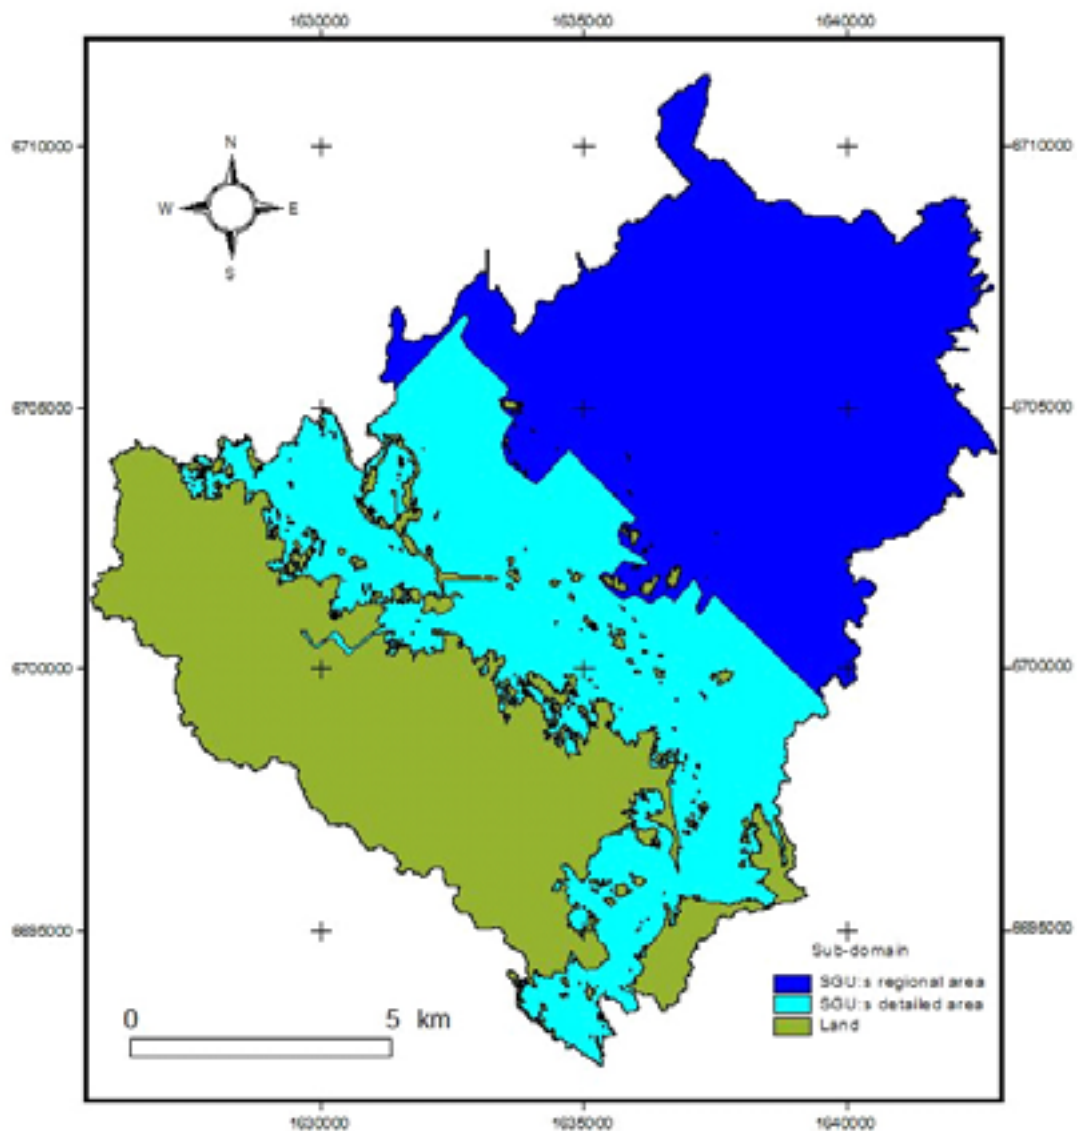 1630000 1635000 1640000
N
6710000 6710000
W E
S
6705000 6705000
6700000 6700000
6695000 6695000
Sub-domain
SGU:s regional area
SGU:s detailed area
Land
0 5 km
1630000 1635000 1640000